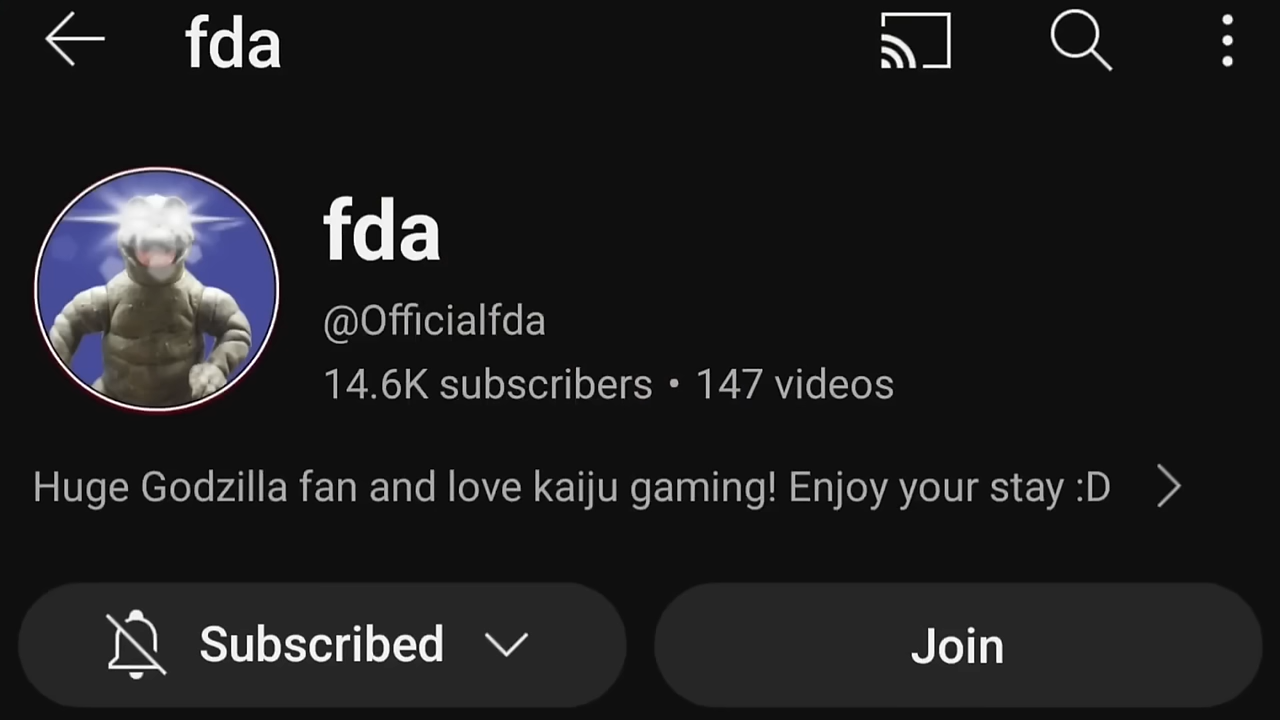 fda
fda
@Officialfda
14.6K subscribers • 147 videos
Huge Godzilla fan and love kaiju gaming! Enjoy your stay :D
Subscribed
Join